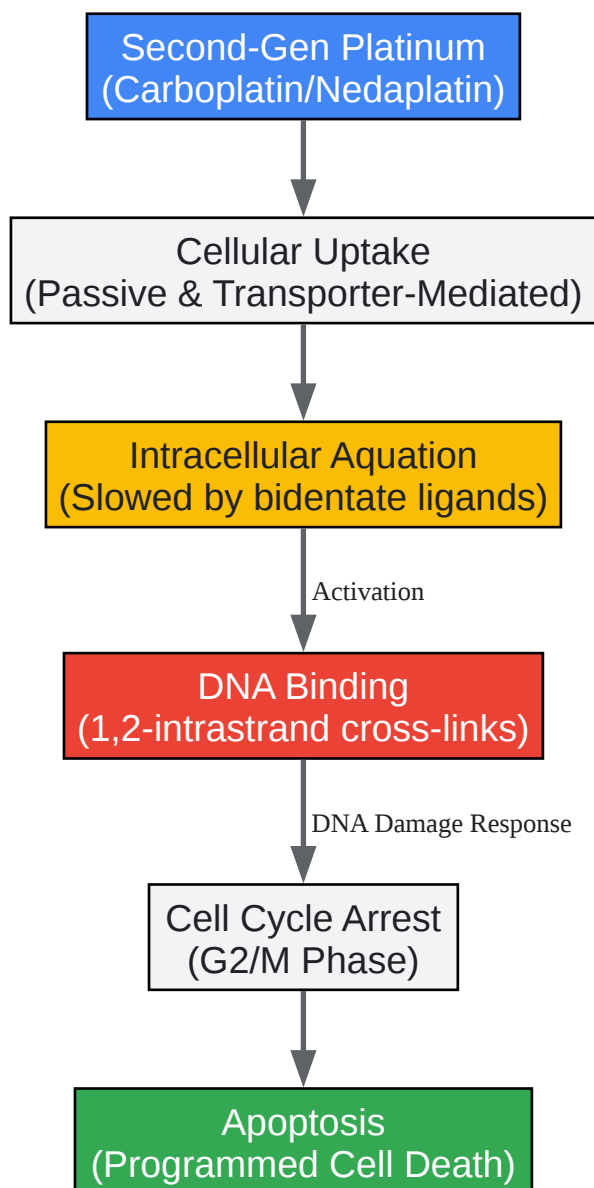 Second-Gen Platinum
(Carboplatin/Nedaplatin)
Cellular Uptake
(Passive & Transporter-Mediated)
Intracellular Aquation
(Slowed by bidentate ligands)
Activation
DNA Binding
(1,2-intrastrand cross-links)
DNA Damage Response
Cell Cycle Arrest
(G2/M Phase)
Apoptosis
(Programmed Cell Death)